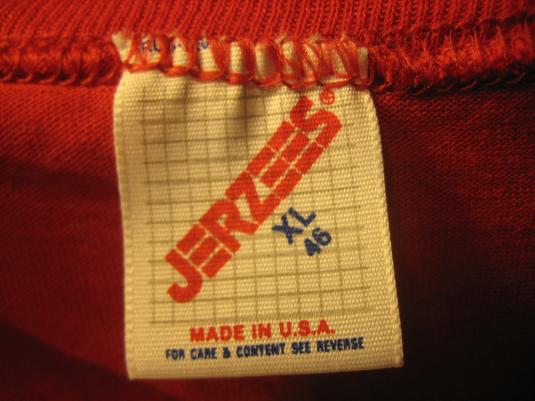 JERZEES®
XL
46
MADE IN U.S.A.
FOR CARE & CONTENT SEE REVERSE